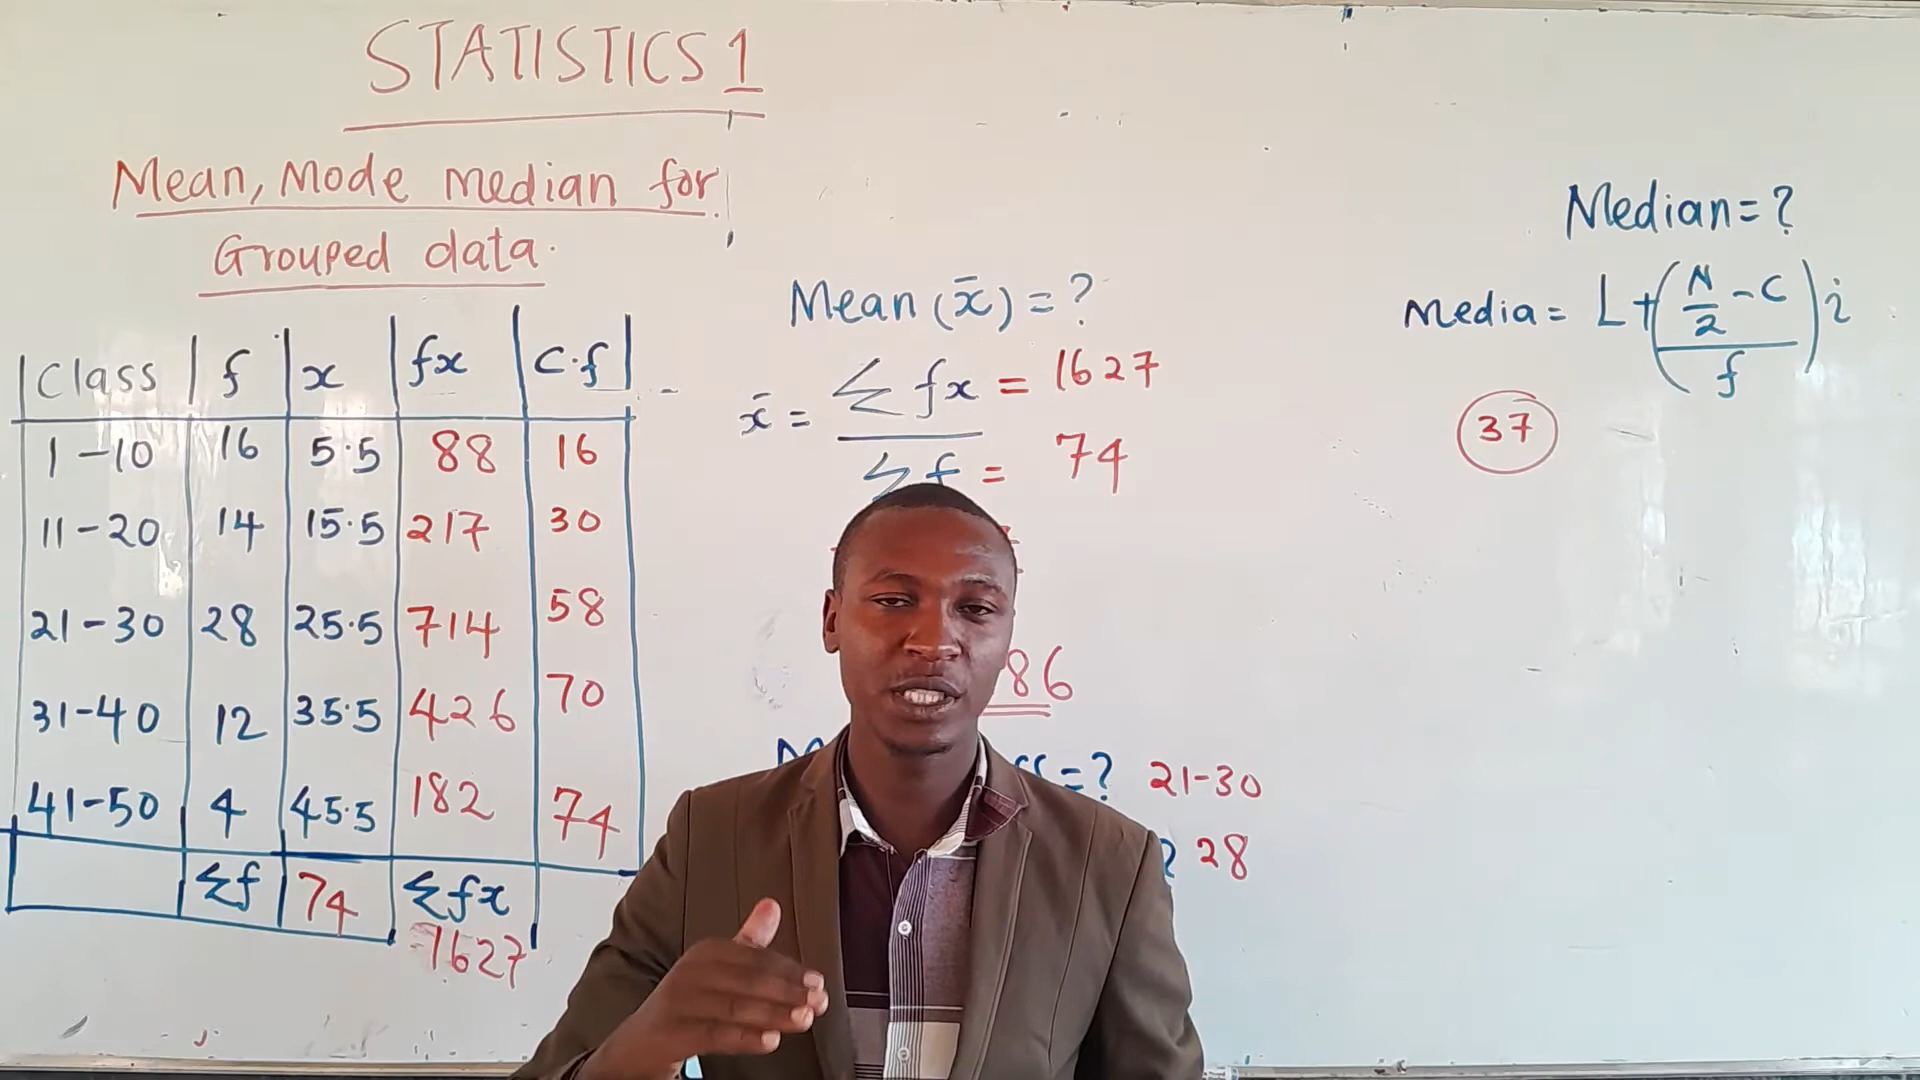 STATISTICS 1
Mean, Mode median for
Grouped data.
Class f x fx C.f
1-10 16 5.5 88 16
11-20 14 15.5 217 30
21-30 28 25.5 714 58
31-40 12 35.5 426 70
41-50 4 45.5 182 74
Σf 74 Σfx
1627
Mean (x̄) = ?
x̄ = Σfx = 1627
Σf = 74
86
=? 21-30
? 28
Median = ?
Media = L + (N/2 - C / f) i
37